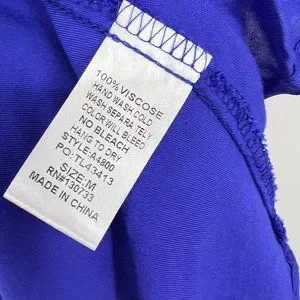 100% VISCOSE
HAND WASH COLD
WASH SEPARATELY
COLOR WILL BLEED
NO BLEACH
HANG TO DRY
STYLE:A4800
PO:TL43413
SIZE:M
RN#130733
MADE IN CHINA